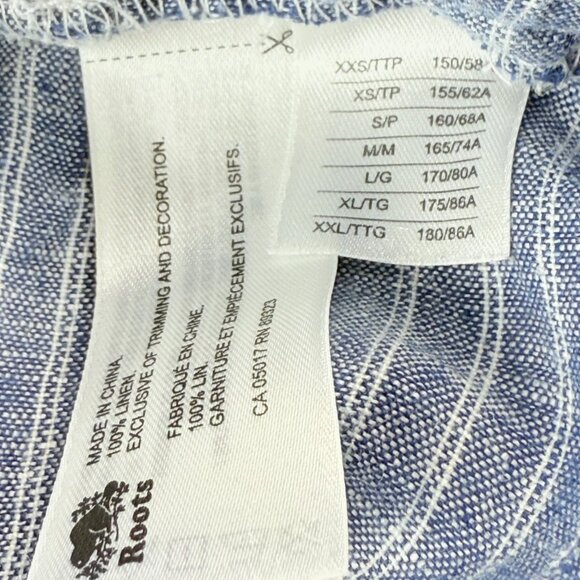 XXS/TTP 150/58
XS/TP 155/62A
S/P 160/68A
M/M 165/74A
L/G 170/80A
XL/TG 175/86A
XXL/TTG 180/86A
MADE IN CHINA.
100% LINEN.
EXCLUSIVE OF TRIMMING AND DECORATION.
FABRIQUÉ EN CHINE.
100% LIN.
GARNITURE ET EMPIÈCEMENT EXCLUSIFS.
CA 05017 RN 89323
Roots